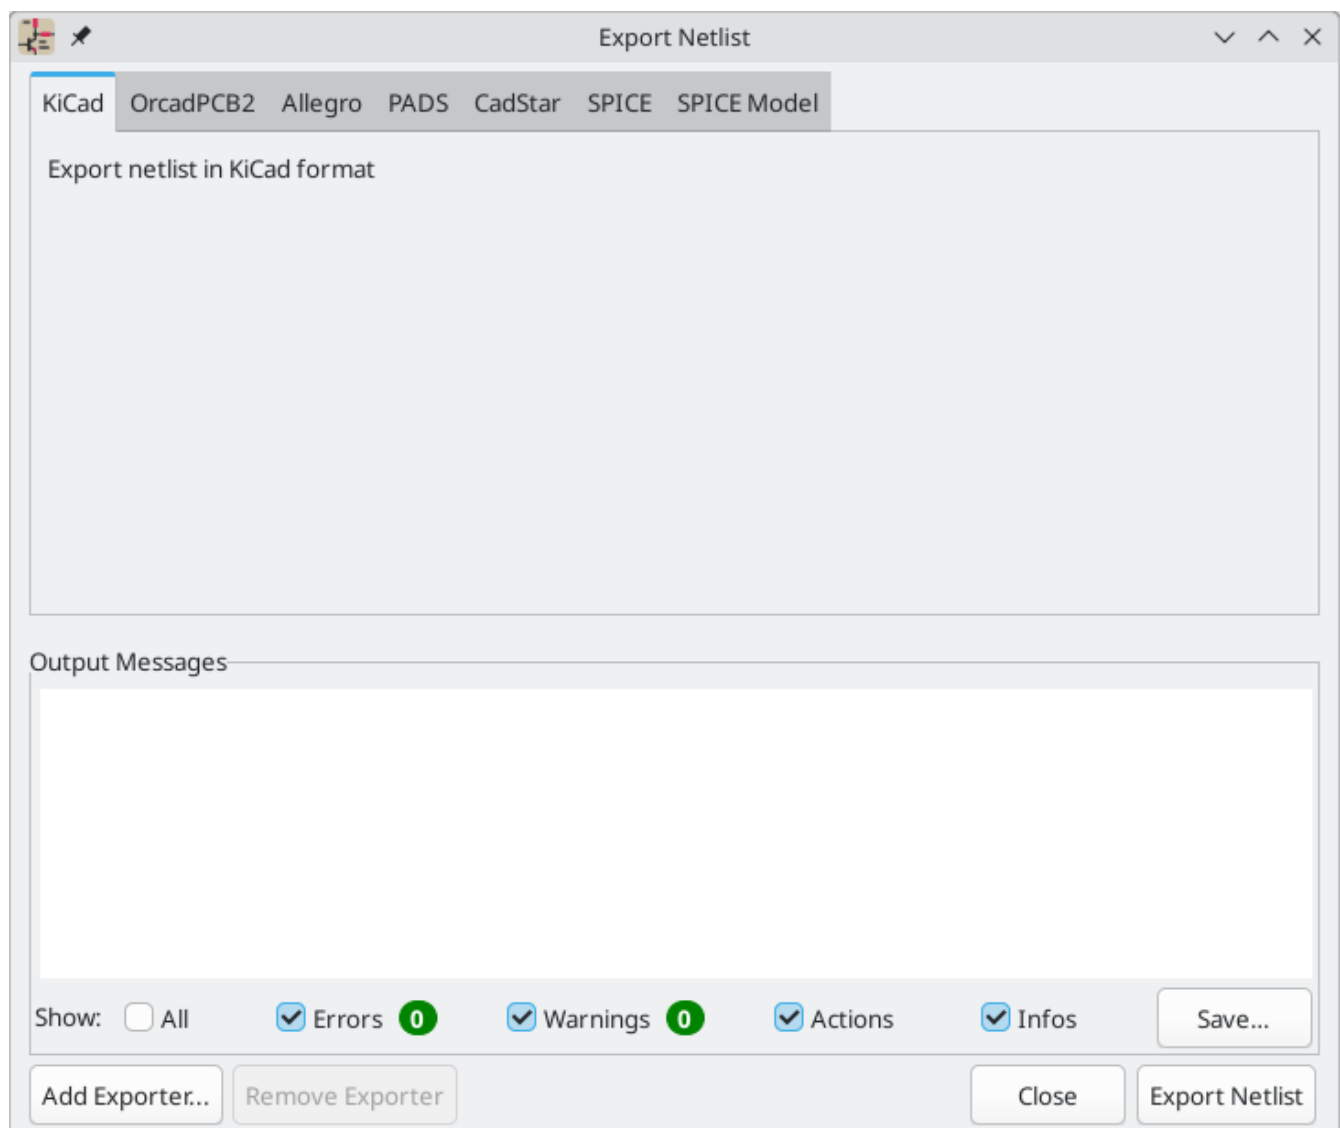 Export Netlist
KiCad OrcadPCB2 Allegro PADS CadStar SPICE SPICE Model
Export netlist in KiCad format
Output Messages
Show: All Errors 0 Warnings 0 Actions Infos Save...
Add Exporter... Remove Exporter Close Export Netlist